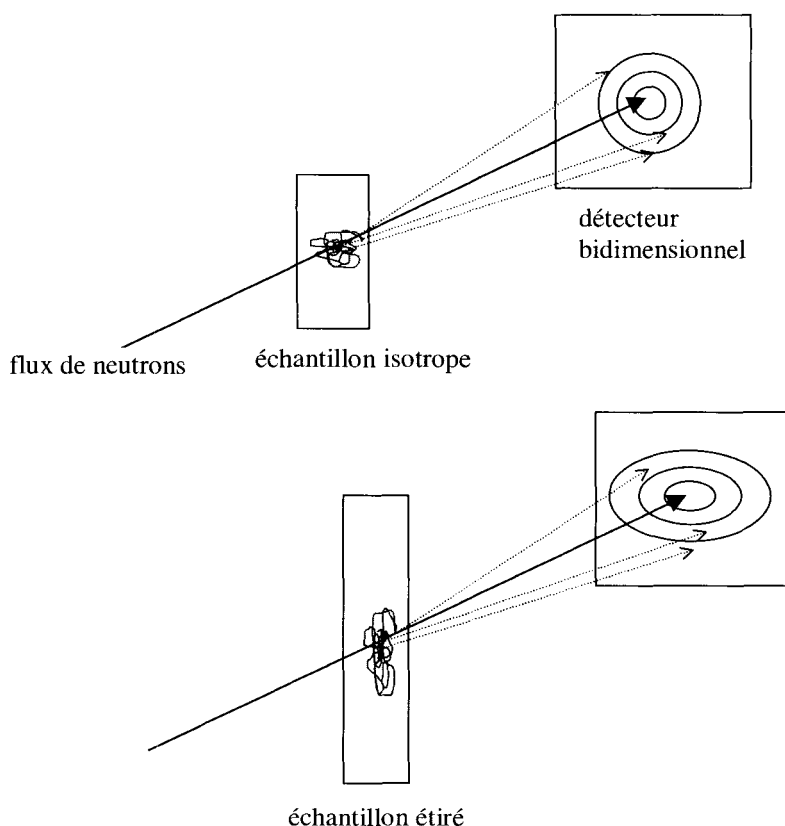 détecteur
bidimensionnel
flux de neutrons
échantillon isotrope
échantillon étiré